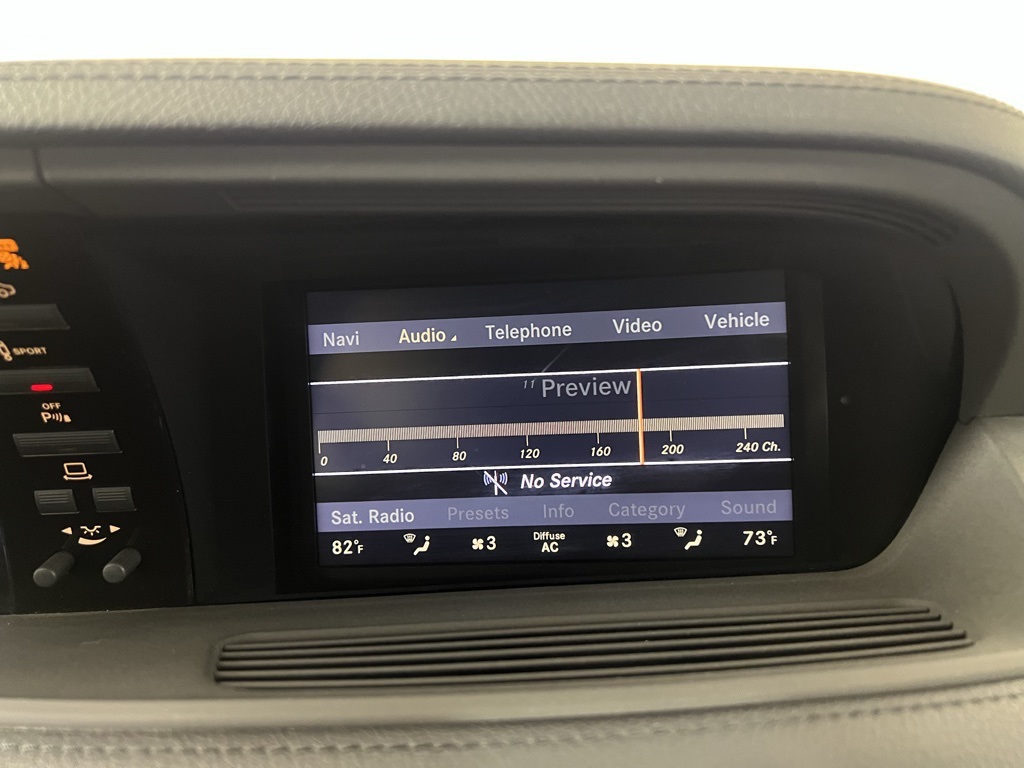 Navi Audio Telephone Video Vehicle
11 Preview
0 40 80 120 160 200 240 Ch.
No Service
Sat. Radio Presets Info Category Sound
82°F 3 Diffuse AC 3 73°F
SPORT
OFF
P